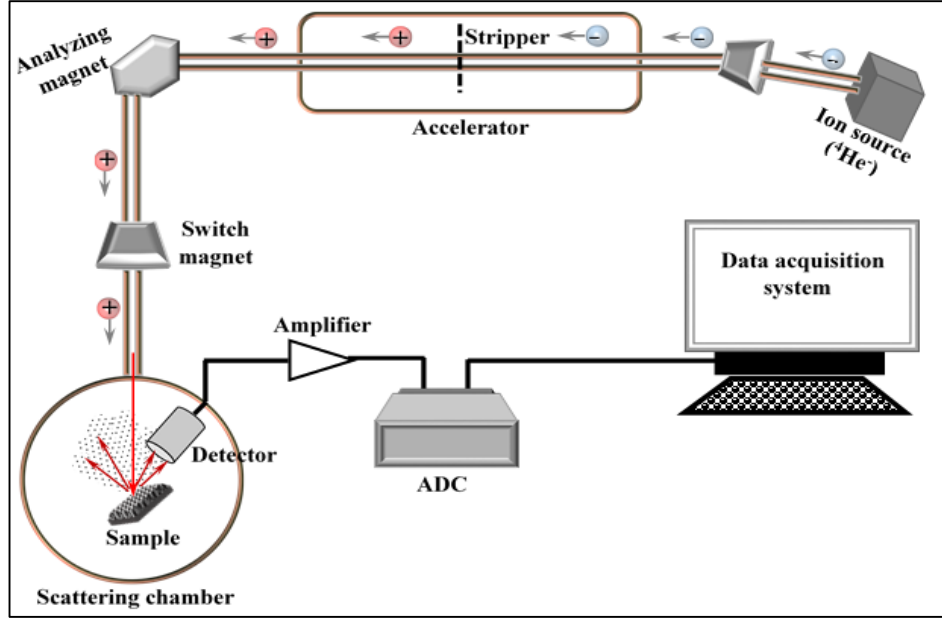 Analyzing
magnet
Stripper
Accelerator
Ion source
(⁴He⁻)
Switch
magnet
Data acquisition
system
Amplifier
Detector
ADC
Sample
Scattering chamber